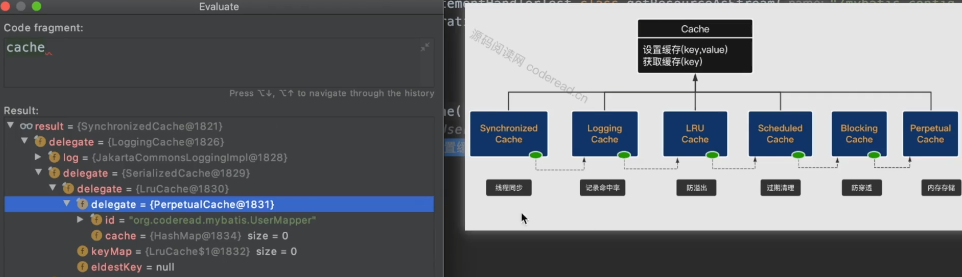 Evaluate
Code fragment:
cache
Press ⌥↓, ⌥↑ to navigate through the history
Result:
result = {SynchronizedCache@1821}
delegate = {LoggingCache@1826}
log = {JakartaCommonsLoggingImpl@1828}
delegate = {SerializedCache@1829}
delegate = {LruCache@1830}
delegate = {PerpetualCache@1831}
id = "org.coderead.mybatis.UserMapper"
cache = {HashMap@1834} size = 0
keyMap = {LruCache$1@1832} size = 0
eldestKey = null
源码阅读网 coderead.cn
Cache
设置缓存(key,value)
获取缓存(key)
Synchronized
Cache
Logging
Cache
LRU
Cache
Scheduled
Cache
Blocking
Cache
Perpetual
Cache
线程同步
记录命中率
防溢出
过期清理
防穿透
内存存储